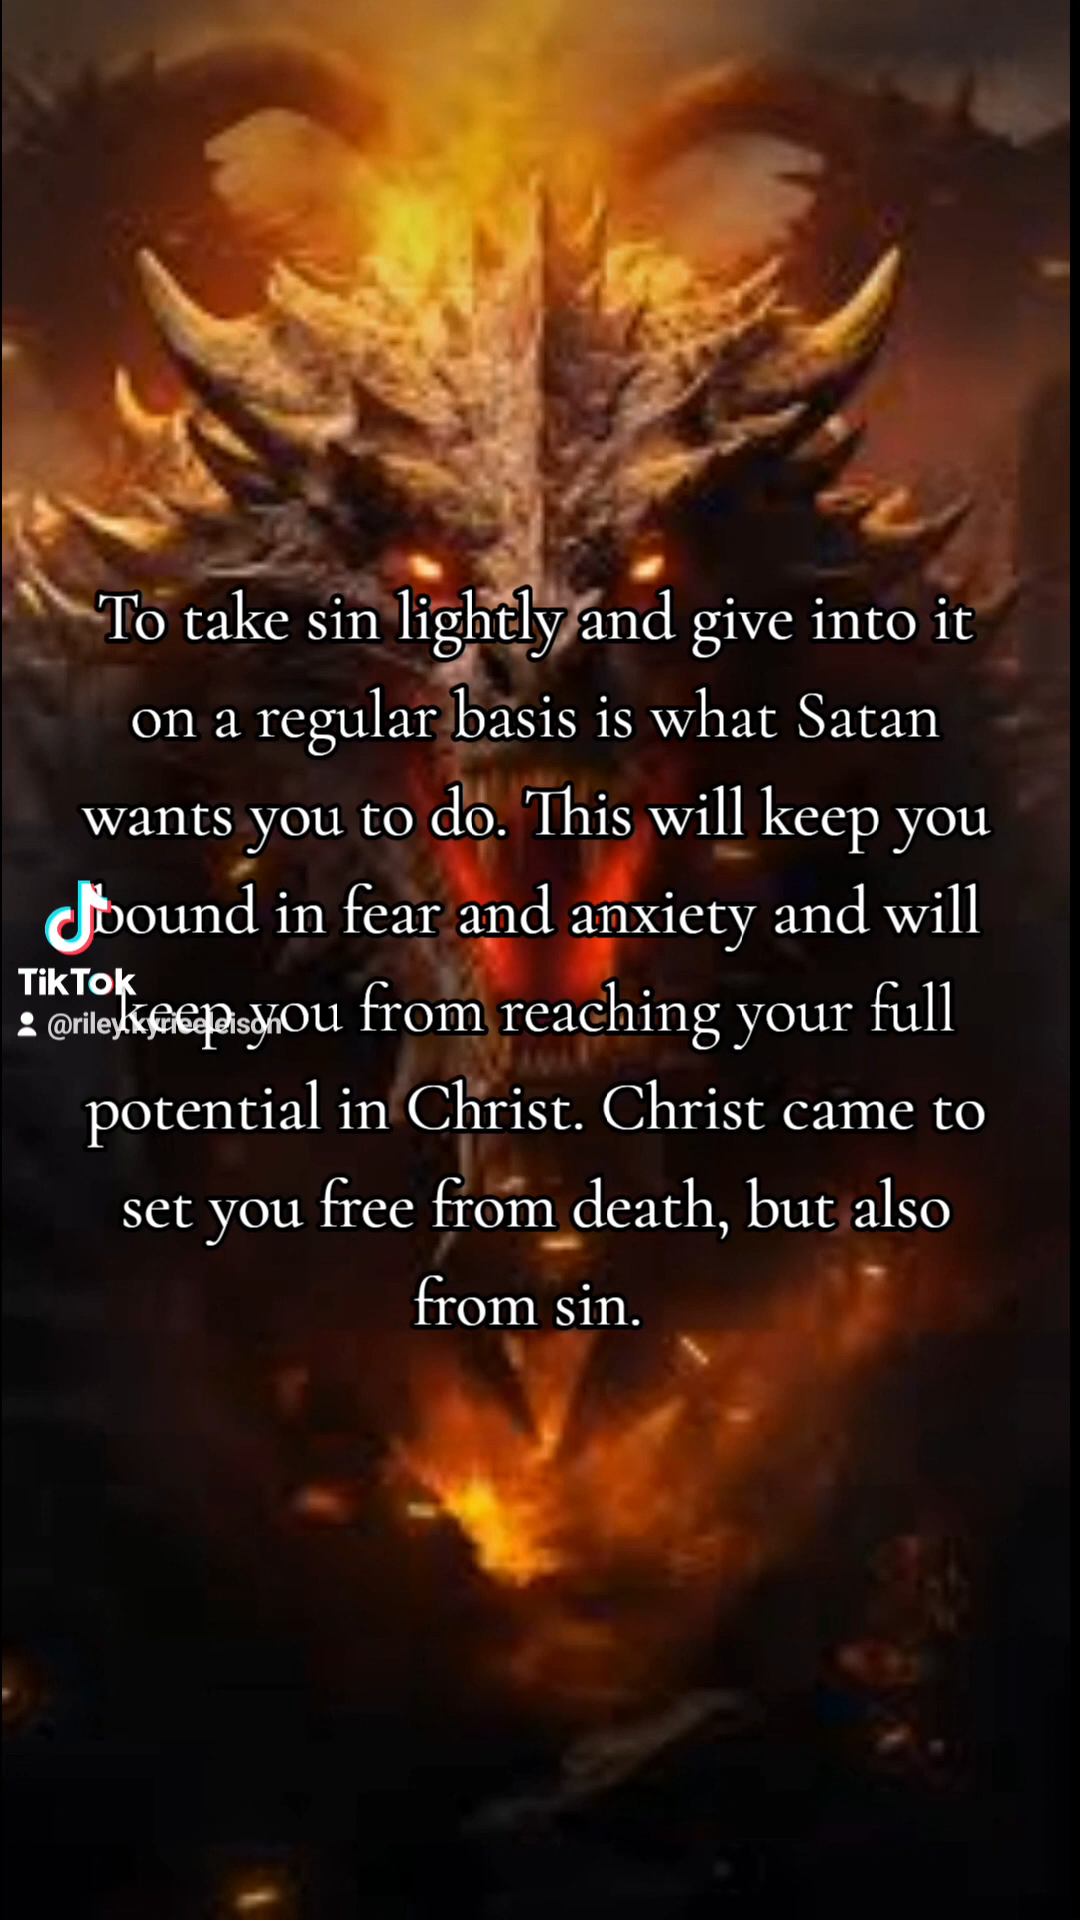 To take sin lightly and give into it
on a regular basis is what Satan
wants you to do. This will keep you
bound in fear and anxiety and will
TikTok
keep you from reaching your full
@riley.kyrieeleison
potential in Christ. Christ came to
set you free from death, but also
from sin.